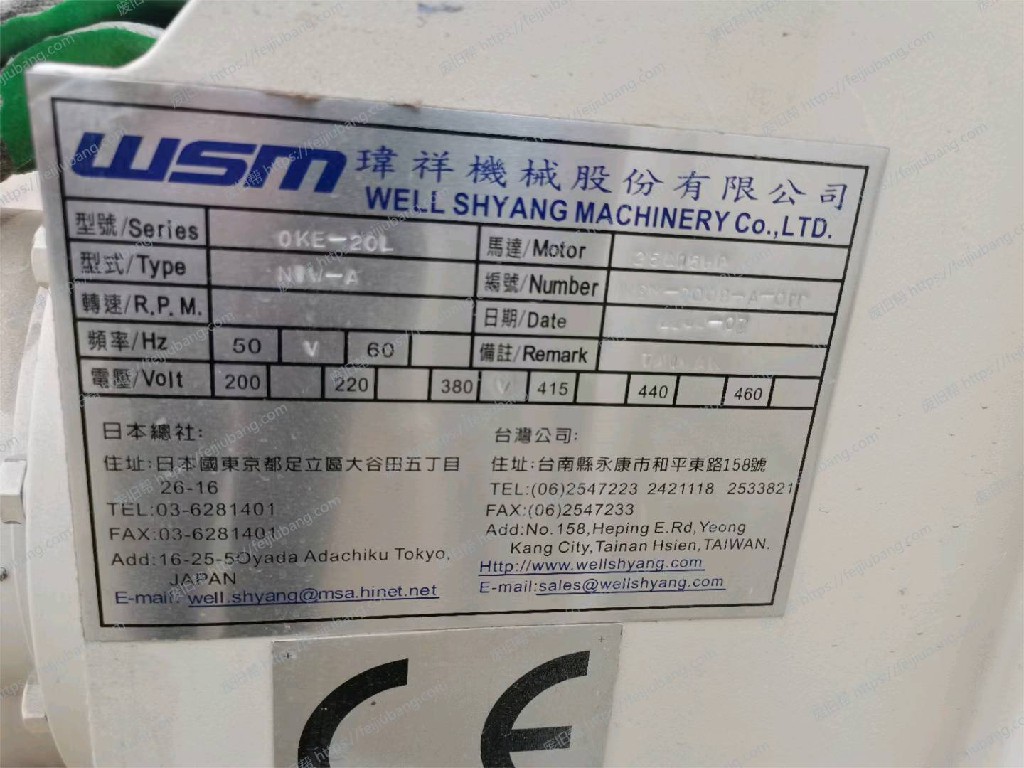 WSM 瑋祥機械股份有限公司
WELL SHYANG MACHINERY Co.,LTD.
型號/Series OKE-20L 馬達/Motor
型式/Type 編號/Number
轉速/R.P.M. 日期/Date
頻率/Hz 50 V 60 備註/Remark
電壓/Volt 200 220 380 V 415 440 460
日本總社:
住址:日本國東京都足立區大谷田五丁目
26-16
TEL:03-6281401
FAX:03-6281401
Add:16-25-5Oyada Adachiku Tokyo,
JAPAN
E-mail: well.shyang@msa.hinet.net
台灣公司:
住址:台南縣永康市和平東路158號
TEL:(06)2547223 2421118 2533821
FAX:(06)2547233
Add:No.158,Heping E.Rd,Yeong
Kang City,Tainan Hsien,TAIWAN.
Http://www.wellshyang.com
E-mail:sales@wellshyang.com
CE